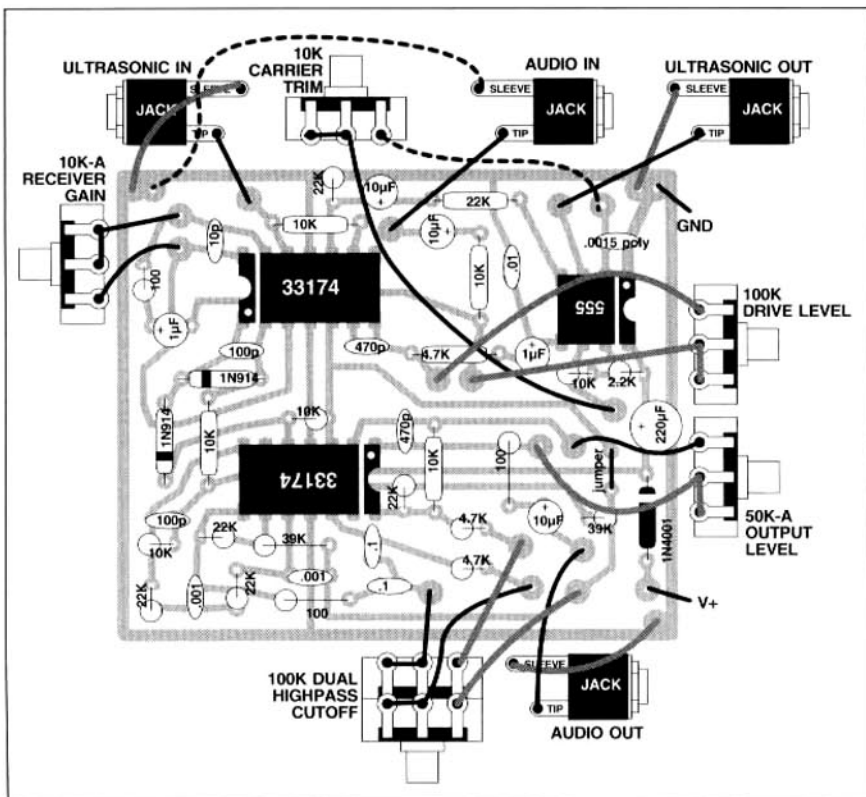 10K
CARRIER
TRIM
ULTRASONIC IN
AUDIO IN
ULTRASONIC OUT
SLEEVE
SLEEVE
SLEEVE
JACK
JACK
JACK
TIP
TIP
TIP
10K-A
RECEIVER
GAIN
22K
10µF
+
22K
10K
10µF
+
GND
10p
.0015 poly
100
33174
10K
.01
555
100K
DRIVE LEVEL
1µF
+
100p
470p
4.7K
1µF
+
1N914
10K
2.2K
1N914
10K
10K
470p
220µF
+
33174
10K
100
jumper
22K
100p
22K
39K
4.7K
10µF
+
39K
1N4001
50K-A
OUTPUT
LEVEL
10K
.1
4.7K
22K
.001
22K
.001
100
.1
V+
100K DUAL
HIGHPASS
CUTOFF
SLEEVE
JACK
TIP
AUDIO OUT